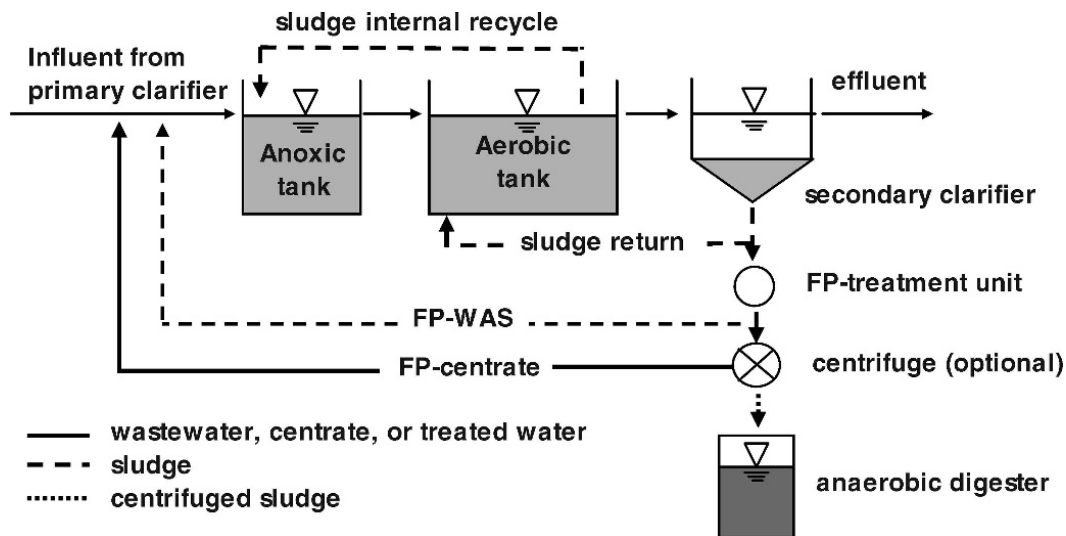 sludge internal recycle
Influent from
primary clarifier
effluent
Anoxic
tank
Aerobic
tank
secondary clarifier
sludge return
FP-treatment unit
FP-WAS
centrifuge (optional)
FP-centrate
wastewater, centrate, or treated water
sludge
centrifuged sludge
anaerobic digester